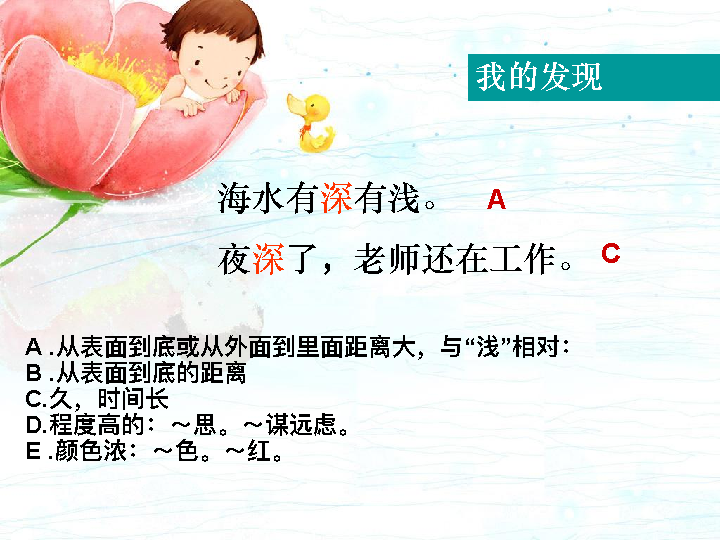 我的发现
海水有深有浅。 A
夜深了，老师还在工作。 C
A .从表面到底或从外面到里面距离大，与“浅”相对：
B .从表面到底的距离
C.久，时间长
D.程度高的：～思。～谋远虑。
E .颜色浓：～色。～红。